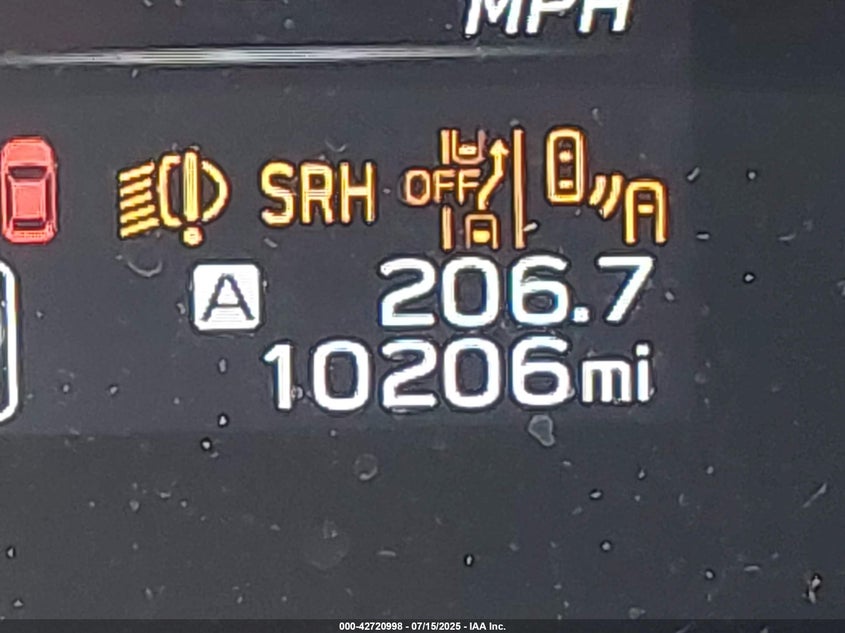 MPH
SRH OFF
A 206.7
10206mi
000-42720998 - 07/15/2025 - IAA Inc.